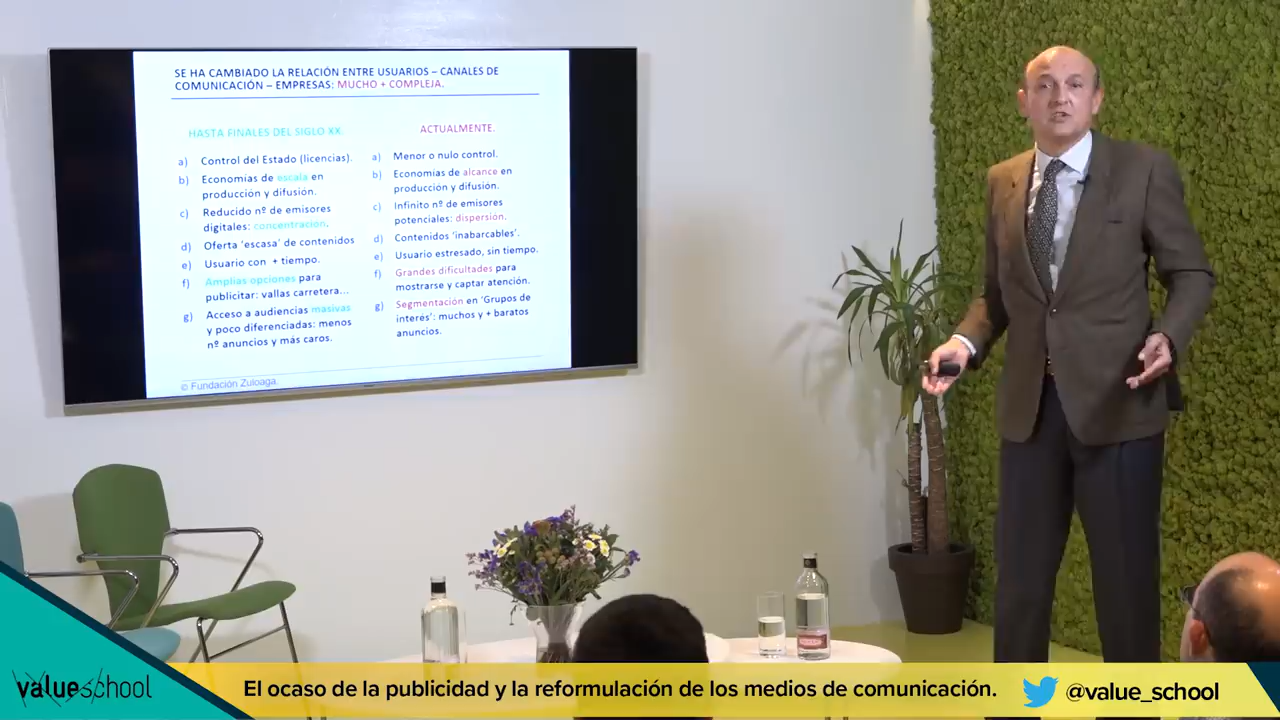 SE HA CAMBIADO LA RELACIÓN ENTRE USUARIOS – CANALES DE
COMUNICACIÓN – EMPRESAS: MUCHO + COMPLEJA.
HASTA FINALES DEL SIGLO XX.
a) Control del Estado (licencias).
b) Economías de escala en
producción y difusión.
c) Reducido nº de emisores
digitales: concentración.
d) Oferta ‘escasa’ de contenidos
e) Usuario con + tiempo.
f) Amplias opciones para
publicitar: vallas carretera...
g) Acceso a audiencias masivas
y poco diferenciadas: menos
nº anuncios y más caros.
ACTUALMENTE.
a) Menor o nulo control.
b) Economías de alcance en
producción y difusión.
c) Infinito nº de emisores
potenciales: dispersión.
d) Contenidos ‘inabarcables’.
e) Usuario estresado, sin tiempo.
f) Grandes dificultades para
mostrarse y captar atención.
g) Segmentación en ‘Grupos de
interés’: muchos y + baratos
anuncios.
© Fundación Zuloaga.
valueschool
El ocaso de la publicidad y la reformulación de los medios de comunicación.
@value_school